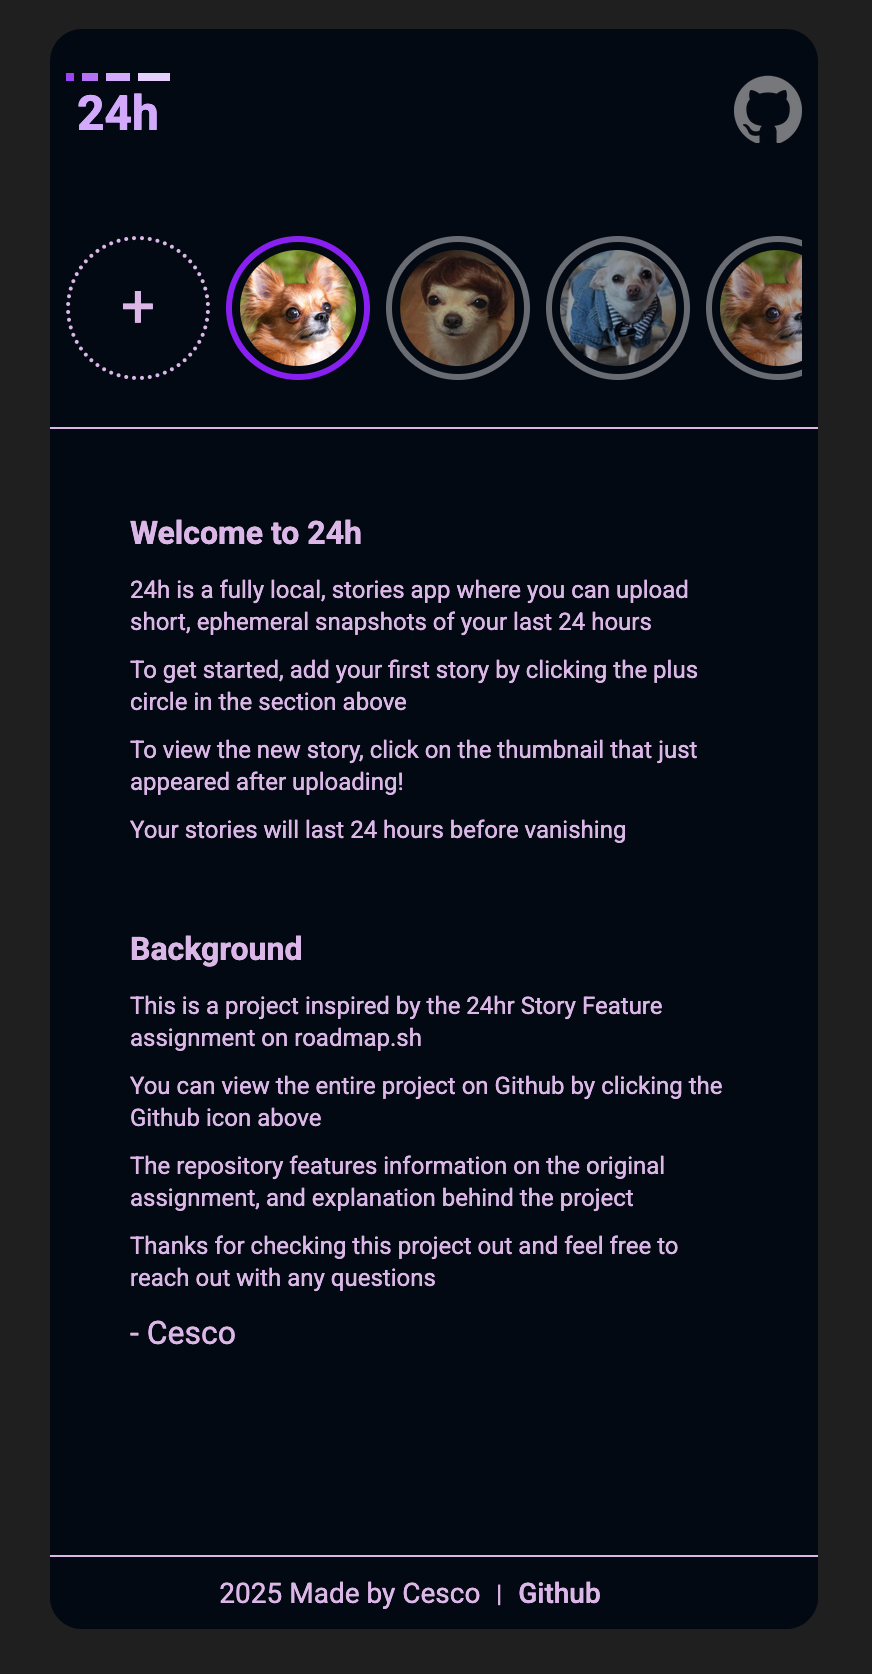 24h
+
Welcome to 24h
24h is a fully local, stories app where you can upload
short, ephemeral snapshots of your last 24 hours
To get started, add your first story by clicking the plus
circle in the section above
To view the new story, click on the thumbnail that just
appeared after uploading!
Your stories will last 24 hours before vanishing
Background
This is a project inspired by the 24hr Story Feature
assignment on roadmap.sh
You can view the entire project on Github by clicking the
Github icon above
The repository features information on the original
assignment, and explanation behind the project
Thanks for checking this project out and feel free to
reach out with any questions
- Cesco
2025 Made by Cesco | Github